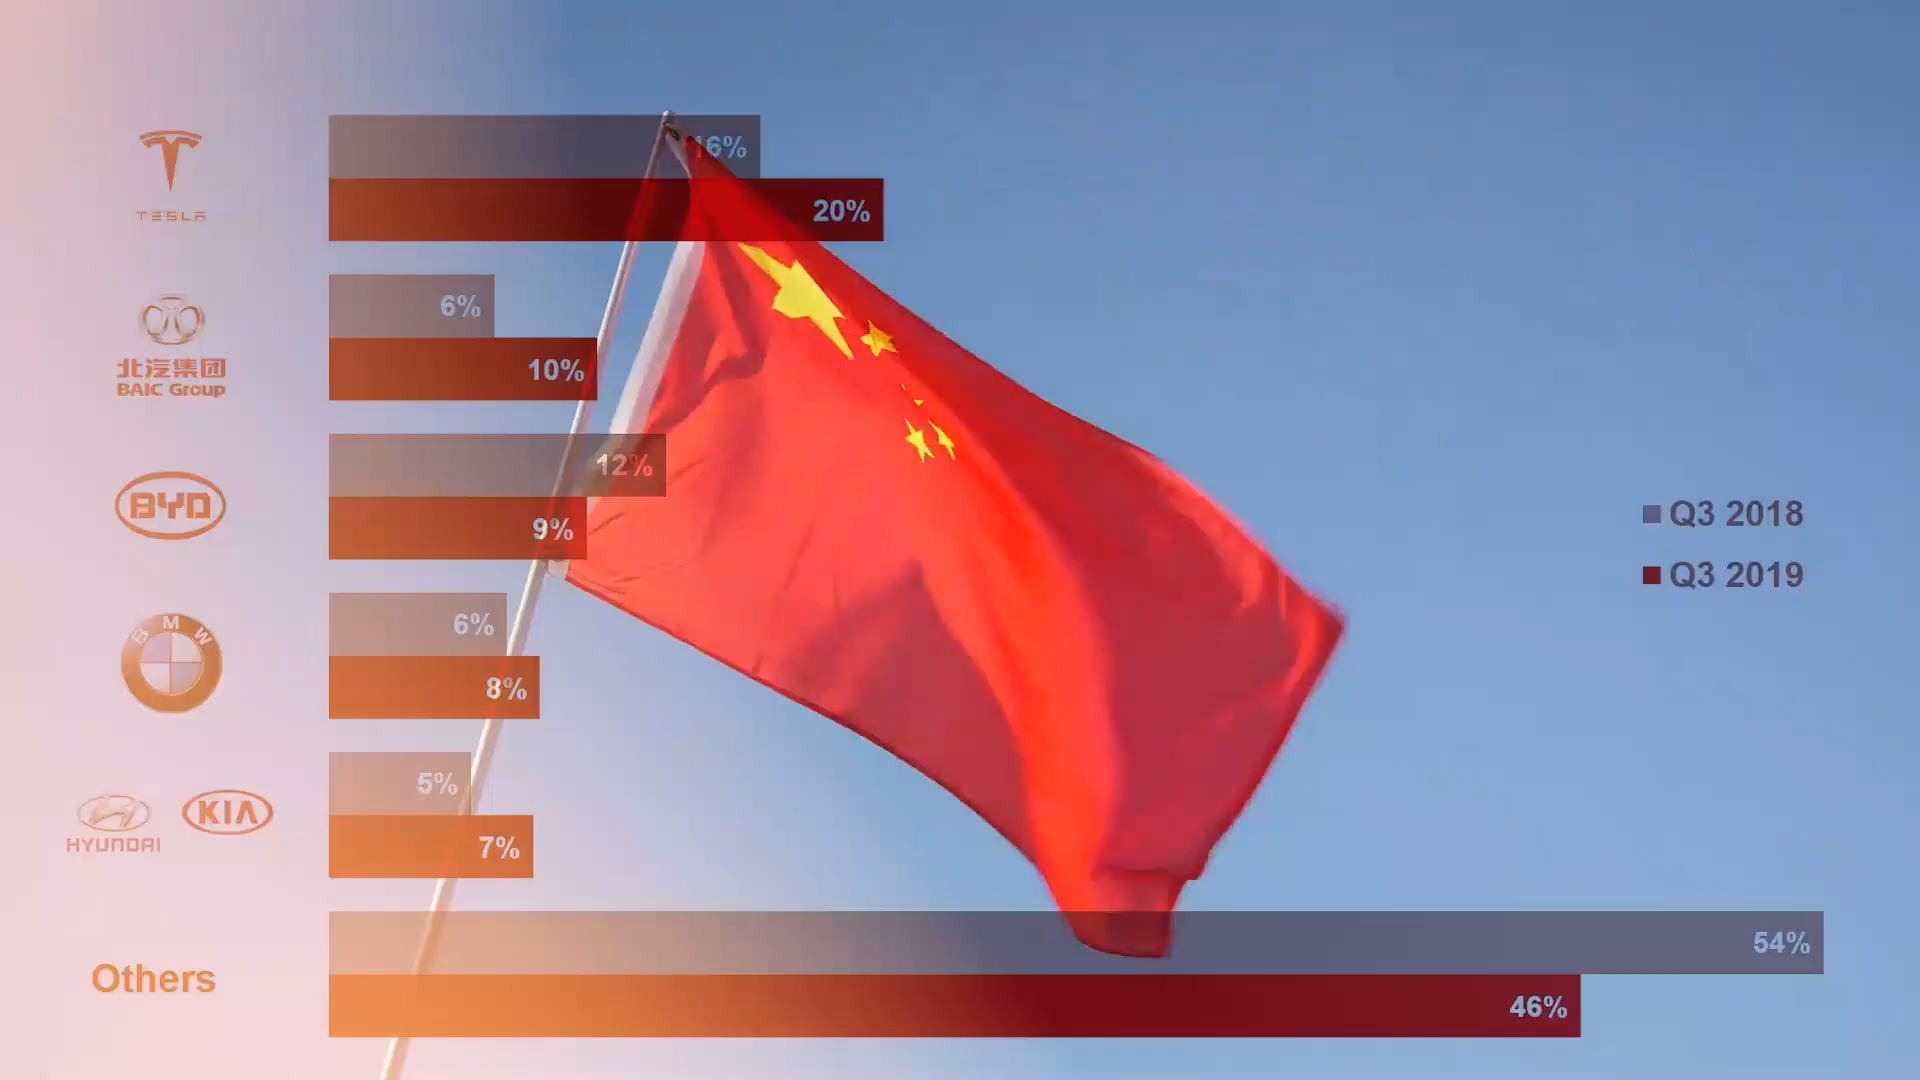 16%
TESLA
20%
6%
北汽集团
BAIC Group
10%
12%
BYD
9%
Q3 2018
Q3 2019
BMW
6%
8%
5%
HYUNDAI
KIA
7%
54%
Others
46%